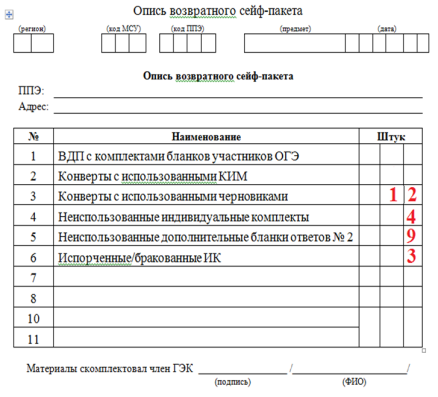 Опись возвратного сейф-пакета
(регион) (код МСУ) (код ППЭ) (предмет) (дата)
Опись возвратного сейф-пакета
ППЭ:
Адрес:
№ Наименование Штук
1 ВДП с комплектами бланков участников ОГЭ
2 Конверты с использованными КИМ
3 Конверты с использованными черновиками 1 2
4 Неиспользованные индивидуальные комплекты 4
5 Неиспользованные дополнительные бланки ответов № 2 9
6 Испорченные/бракованные ИК 3
7
8
10
11
Материалы скомплектовал член ГЭК / /
(подпись) (ФИО)